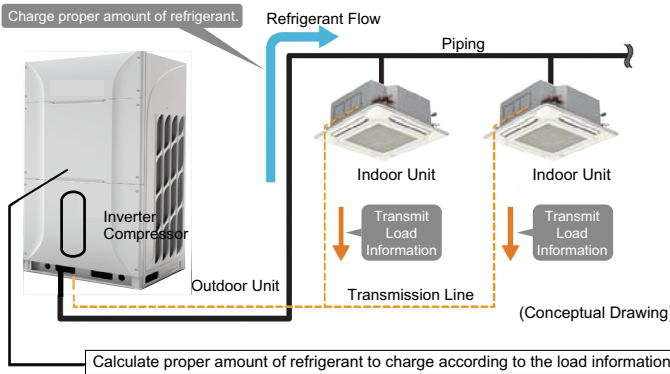 Charge proper amount of refrigerant.
Refrigerant Flow
Piping
Indoor Unit
Indoor Unit
Inverter
Compressor
Transmit
Load
Information
Transmit
Load
Information
Outdoor Unit
Transmission Line
(Conceptual Drawing)
Calculate proper amount of refrigerant to charge according to the load information